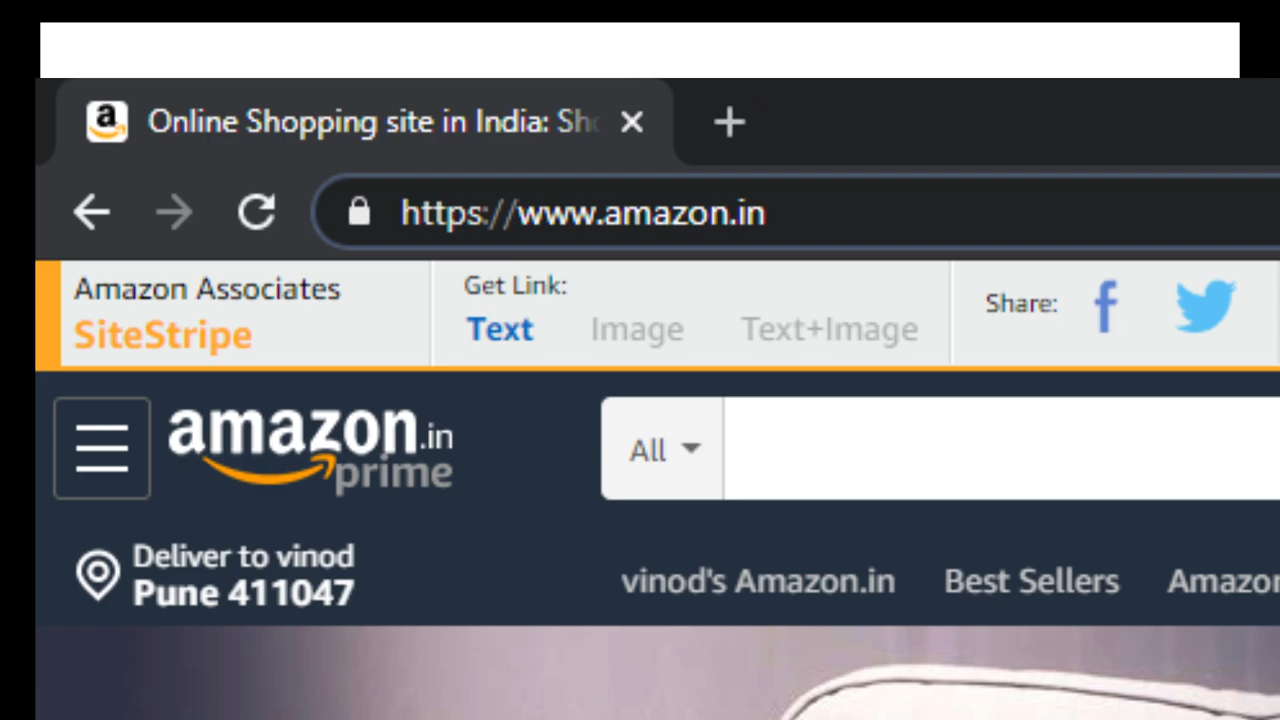 Online Shopping site in India: Sh
https://www.amazon.in
Amazon Associates
SiteStripe
Get Link:
Text Image Text+Image
Share:
amazon.in
prime
All
Deliver to vinod
Pune 411047
vinod's Amazon.in Best Sellers Amazon